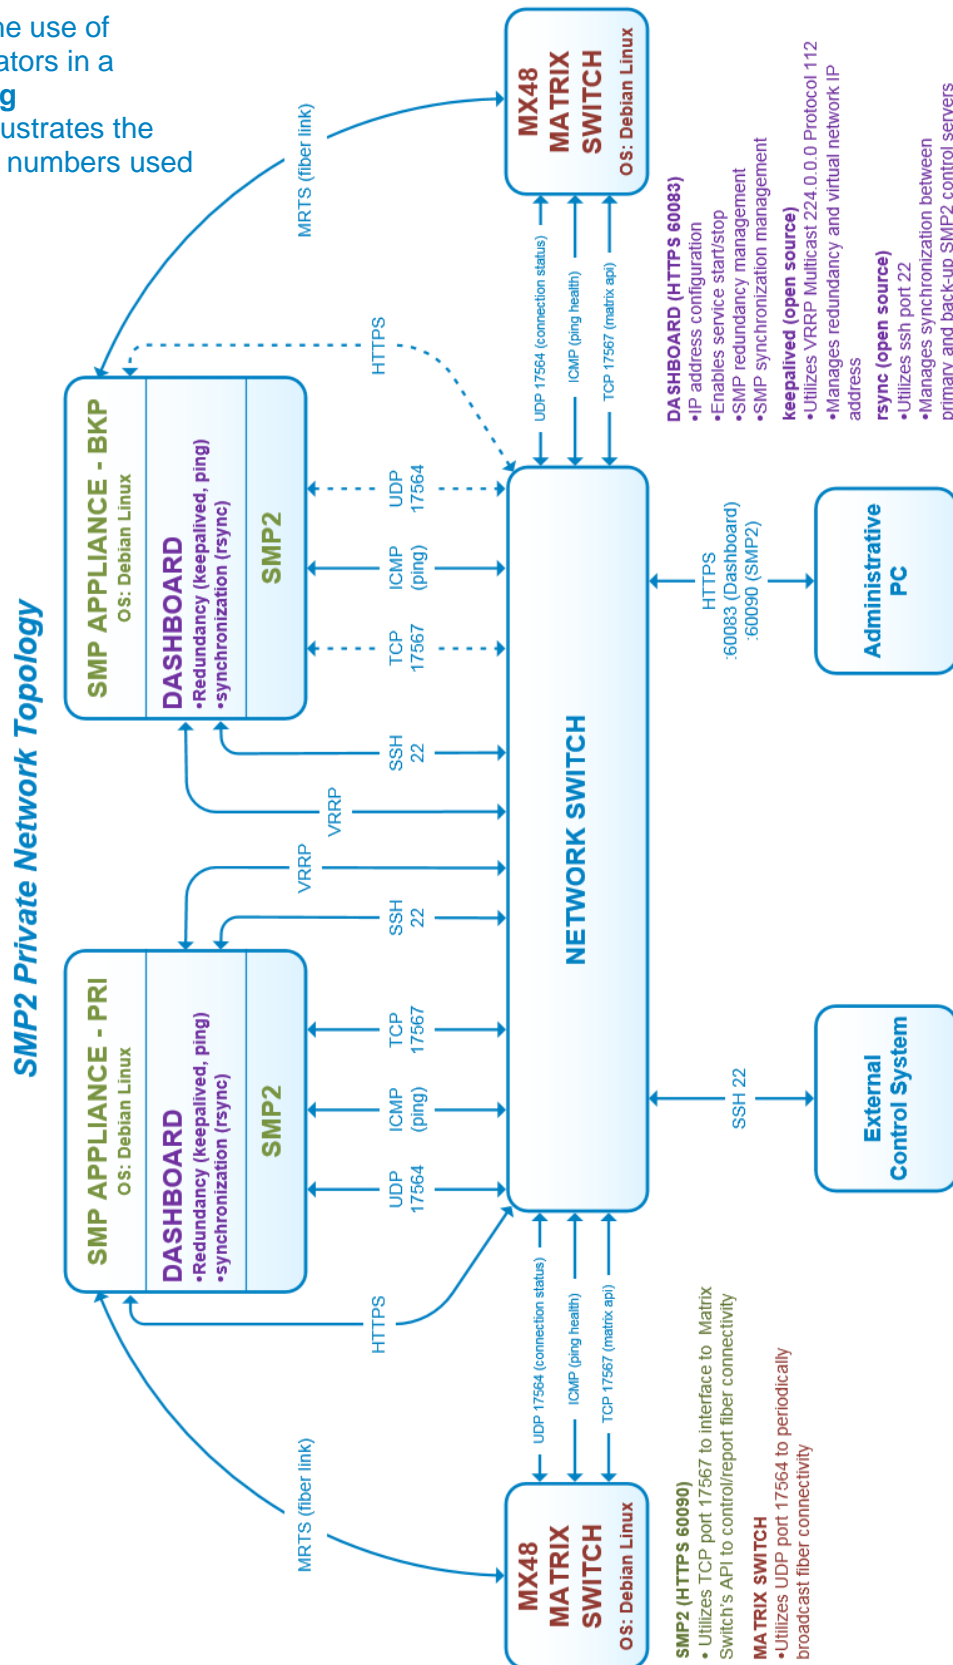 ne use of
ators in a
g
ustrates the
numbers used
SMP2 Private Network Topology
SMP APPLIANCE - PRI
OS: Debian Linux
DASHBOARD
•Redundancy (keepalived, ping)
•synchronization (rsync)
SMP2
SMP APPLIANCE - BKP
OS: Debian Linux
DASHBOARD
•Redundancy (keepalived, ping)
•synchronization (rsync)
SMP2
MRTS (fiber link)
HTTPS
UDP
17564
ICMP
(ping)
TCP
17567
SSH
22
VRRP
VRRP
SSH
22
TCP
17567
ICMP
(ping)
UDP
17564
HTTPS
MRTS (fiber link)
MX48
MATRIX
SWITCH
OS: Debian Linux
UDP 17564 (connection status)
ICMP (ping health)
TCP 17567 (matrix api)
NETWORK SWITCH
UDP 17564 (connection status)
ICMP (ping health)
TCP 17567 (matrix api)
MX48
MATRIX
SWITCH
OS: Debian Linux
SSH 22
HTTPS
:60083 (Dashboard)
:60090 (SMP2)
External
Control System
Administrative
PC
SMP2 (HTTPS 60090)
• Utilizes TCP port 17567 to interface to Matrix
Switch's API to control/report fiber connectivity
MATRIX SWITCH
•Utilizes UDP port 17564 to periodically
broadcast fiber connectivity
DASHBOARD (HTTPS 60083)
•IP address configuration
•Enables service start/stop
•SMP redundancy management
•SMP synchronization management
keepalived (open source)
•Utilizes VRRP Multicast 224.0.0.0 Protocol 112
•Manages redundancy and virtual network IP
address
rsync (open source)
•Utilizes ssh port 22
•Manages synchronization between
primary and back-up SMP2 control servers